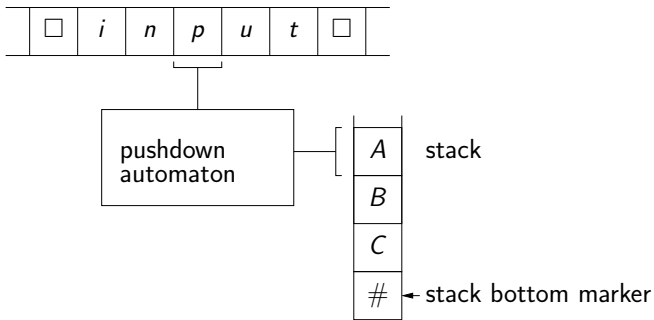 □ i n p u t □
pushdown
automaton
A stack
B
C
# stack bottom marker